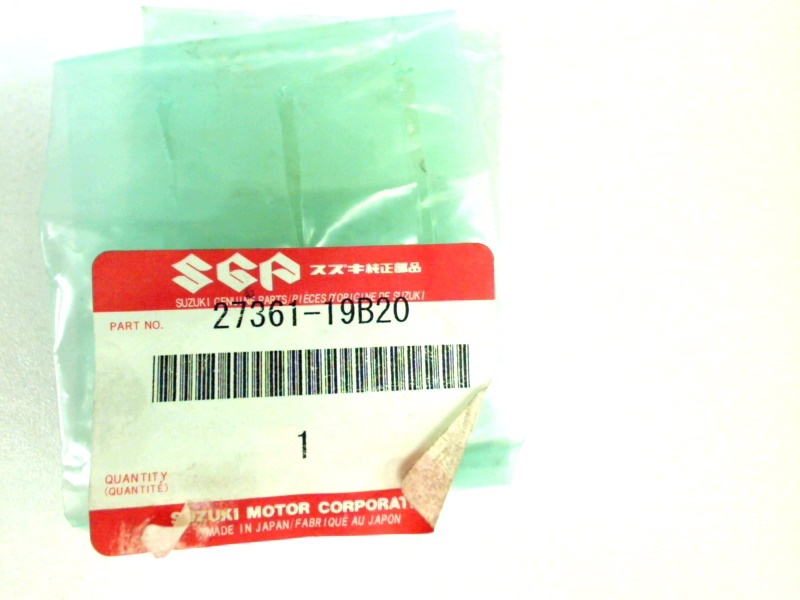 SGP スズキ純正部品
SUZUKI GENUINE PARTS/PIÈCES D'ORIGINE DE SUZUKI
PART NO. 27361-19B20
1
QUANTITY
(QUANTITÉ)
SUZUKI MOTOR CORPORATI
MADE IN JAPAN/FABRIQUÉ AU JAPON